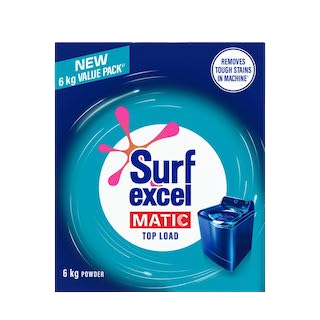 NEW
6 kg VALUE PACK
REMOVES
TOUGH STAINS
IN MACHINE
Surf
excel
MATIC
TOP LOAD
6 kg POWDER